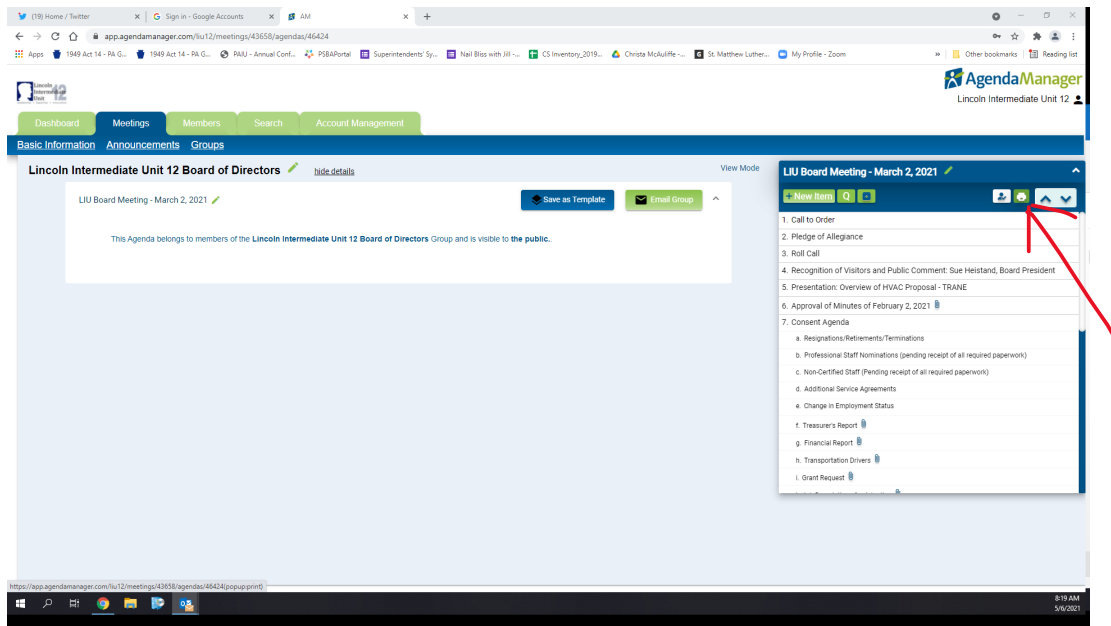 (19) Home / Twitter
Sign in - Google Accounts
AM
app.agendamanager.com/liu12/meetings/43658/agendas/46424
Apps
1949 Act 14 - PA G...
1949 Act 14 - PA G...
PAIU - Annual Conf...
PSBAPortal
Superintendents' Sy...
Nail Bliss with Jill -...
CS Inventory_2019...
Christa McAuliffe -...
St. Matthew Luther...
My Profile - Zoom
»
Other bookmarks
Reading list
Lincoln
Intermediate
Unit 12
AgendaManager
Lincoln Intermediate Unit 12
Dashboard
Meetings
Members
Search
Account Management
Basic Information
Announcements
Groups
Lincoln Intermediate Unit 12 Board of Directors
hide details
View Mode
LIU Board Meeting - March 2, 2021
Save as Template
Email Group
This Agenda belongs to members of the Lincoln Intermediate Unit 12 Board of Directors Group and is visible to the public..
LIU Board Meeting - March 2, 2021
+ New Item
Q
1. Call to Order
2. Pledge of Allegiance
3. Roll Call
4. Recognition of Visitors and Public Comment: Sue Heistand, Board President
5. Presentation: Overview of HVAC Proposal - TRANE
6. Approval of Minutes of February 2, 2021
7. Consent Agenda
a. Resignations/Retirements/Terminations
b. Professional Staff Nominations (pending receipt of all required paperwork)
c. Non-Certified Staff (Pending receipt of all required paperwork)
d. Additional Service Agreements
e. Change in Employment Status
f. Treasurer's Report
g. Financial Report
h. Transportation Drivers
i. Grant Request
https://app.agendamanager.com/liu12/meetings/43658/agendas/46424(popup:print)
8:19 AM
5/6/2021